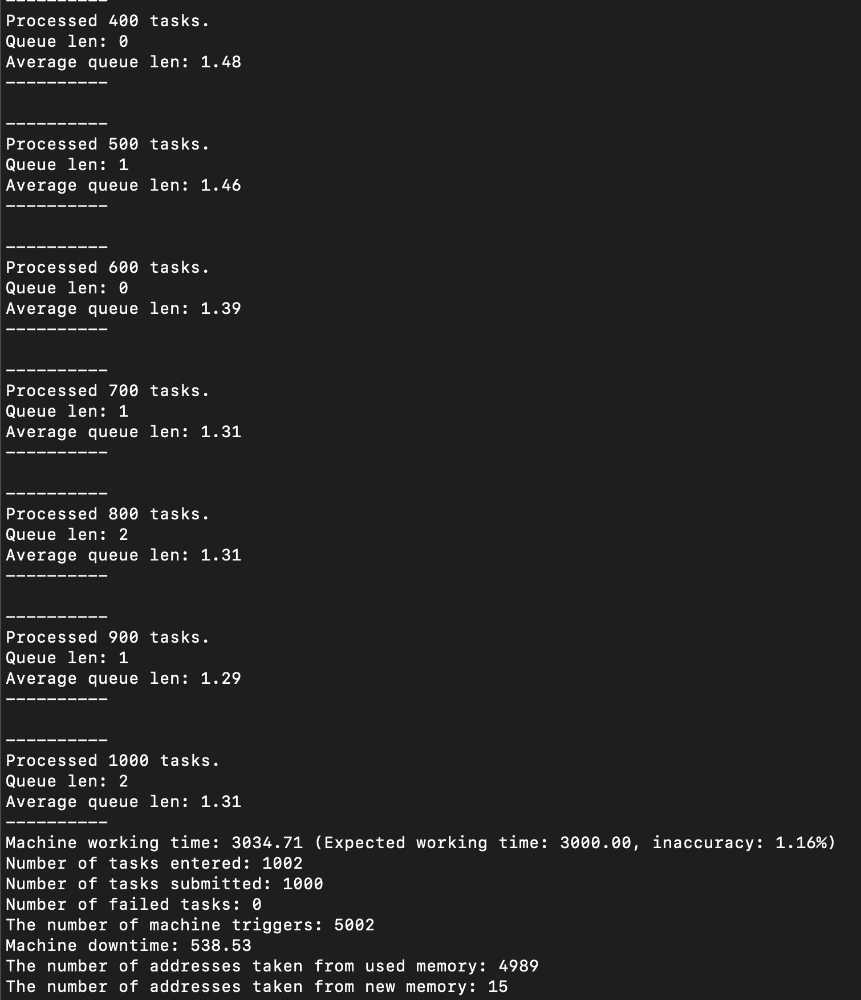 ----------
Processed 400 tasks.
Queue len: 0
Average queue len: 1.48
----------
----------
Processed 500 tasks.
Queue len: 1
Average queue len: 1.46
----------
----------
Processed 600 tasks.
Queue len: 0
Average queue len: 1.39
----------
----------
Processed 700 tasks.
Queue len: 1
Average queue len: 1.31
----------
----------
Processed 800 tasks.
Queue len: 2
Average queue len: 1.31
----------
----------
Processed 900 tasks.
Queue len: 1
Average queue len: 1.29
----------
----------
Processed 1000 tasks.
Queue len: 2
Average queue len: 1.31
----------
Machine working time: 3034.71 (Expected working time: 3000.00, inaccuracy: 1.16%)
Number of tasks entered: 1002
Number of tasks submitted: 1000
Number of failed tasks: 0
The number of machine triggers: 5002
Machine downtime: 538.53
The number of addresses taken from used memory: 4989
The number of addresses taken from new memory: 15